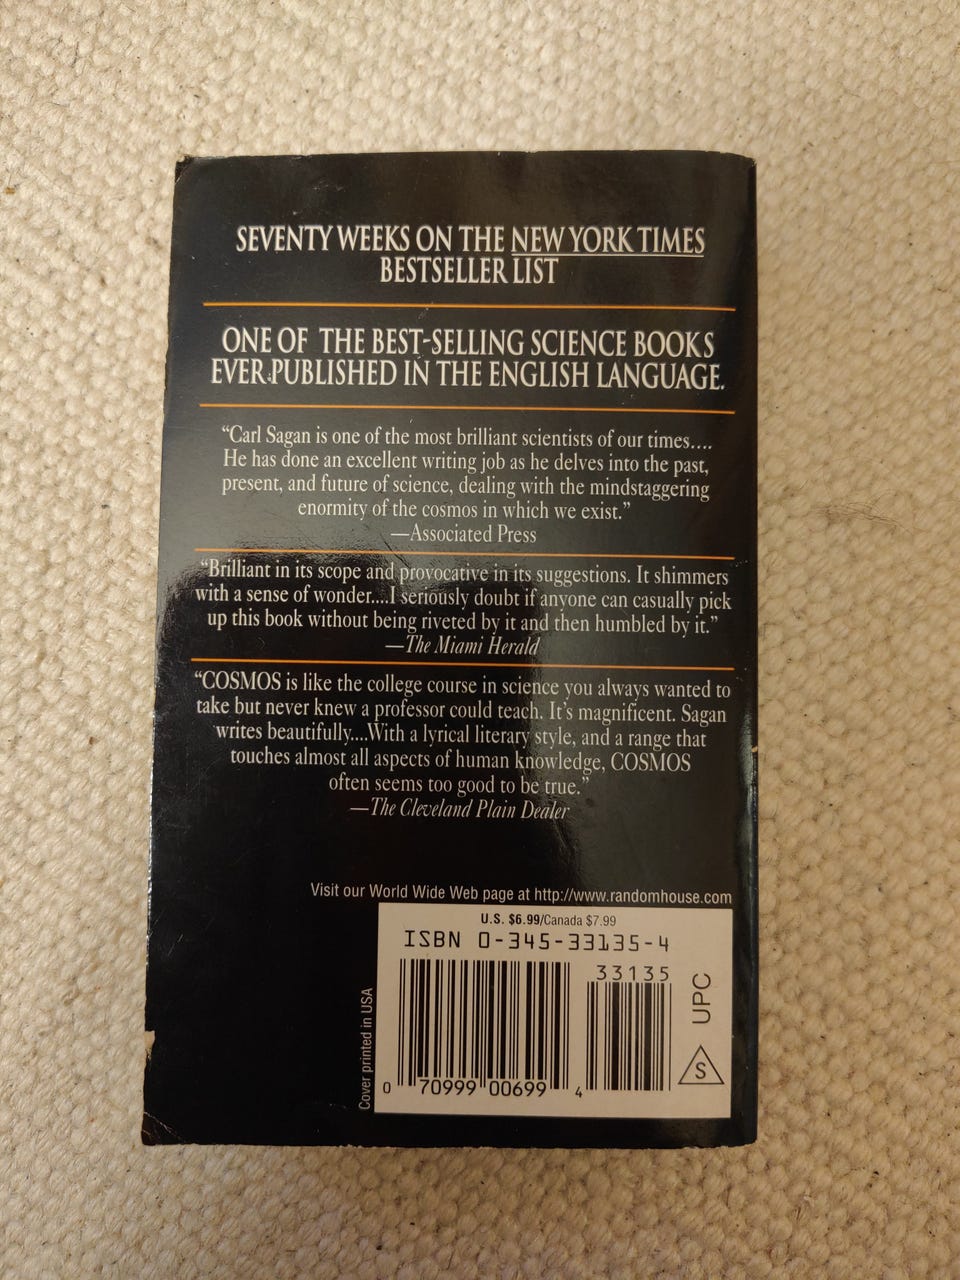 SEVENTY WEEKS ON THE NEW YORK TIMES
BESTSELLER LIST
ONE OF THE BEST-SELLING SCIENCE BOOKS
EVER PUBLISHED IN THE ENGLISH LANGUAGE.
“Carl Sagan is one of the most brilliant scientists of our times....
He has done an excellent writing job as he delves into the past,
present, and future of science, dealing with the mindstaggering
enormity of the cosmos in which we exist.”
—Associated Press
“Brilliant in its scope and provocative in its suggestions. It shimmers
with a sense of wonder....I seriously doubt if anyone can casually pick
up this book without being riveted by it and then humbled by it.”
—The Miami Herald
“COSMOS is like the college course in science you always wanted to
take but never knew a professor could teach. It’s magnificent. Sagan
writes beautifully....With a lyrical literary style, and a range that
touches almost all aspects of human knowledge, COSMOS
often seems too good to be true.”
—The Cleveland Plain Dealer
Visit our World Wide Web page at http://www.randomhouse.com
U.S. $6.99/Canada $7.99
ISBN 0-345-33135-4
33135
0 70999 00699 4
UPC
S
Cover printed in USA